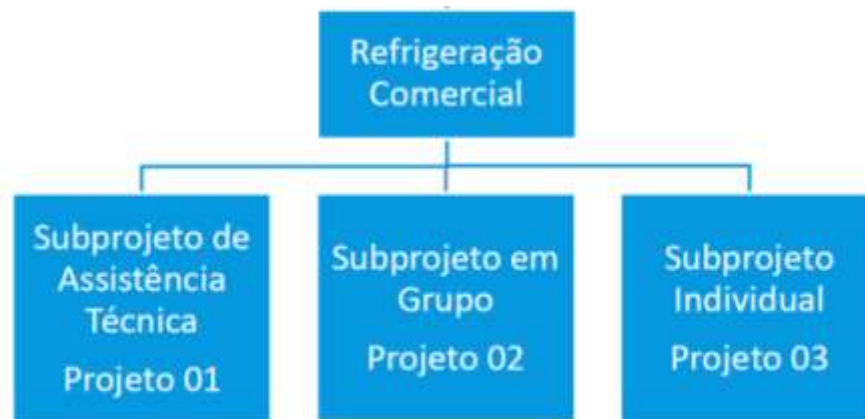 Refrigeração
Comercial
Subprojeto de
Assistência
Técnica
Projeto 01
Subprojeto em
Grupo
Projeto 02
Subprojeto
Individual
Projeto 03